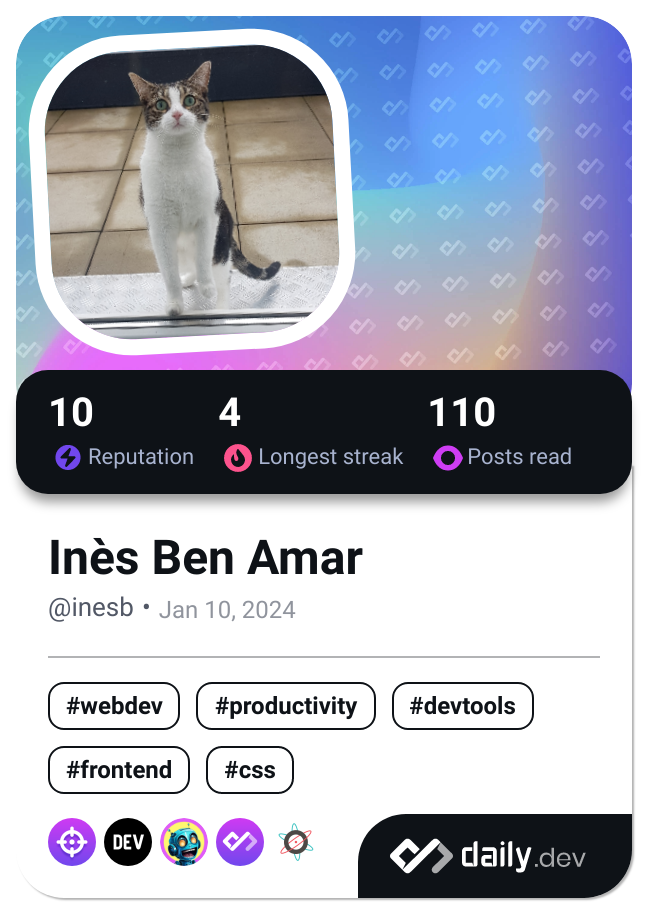 10 4 110
Reputation Longest streak Posts read
Inès Ben Amar
@inesb • Jan 10, 2024
#webdev #productivity #devtools
#frontend #css
DEV
daily.dev